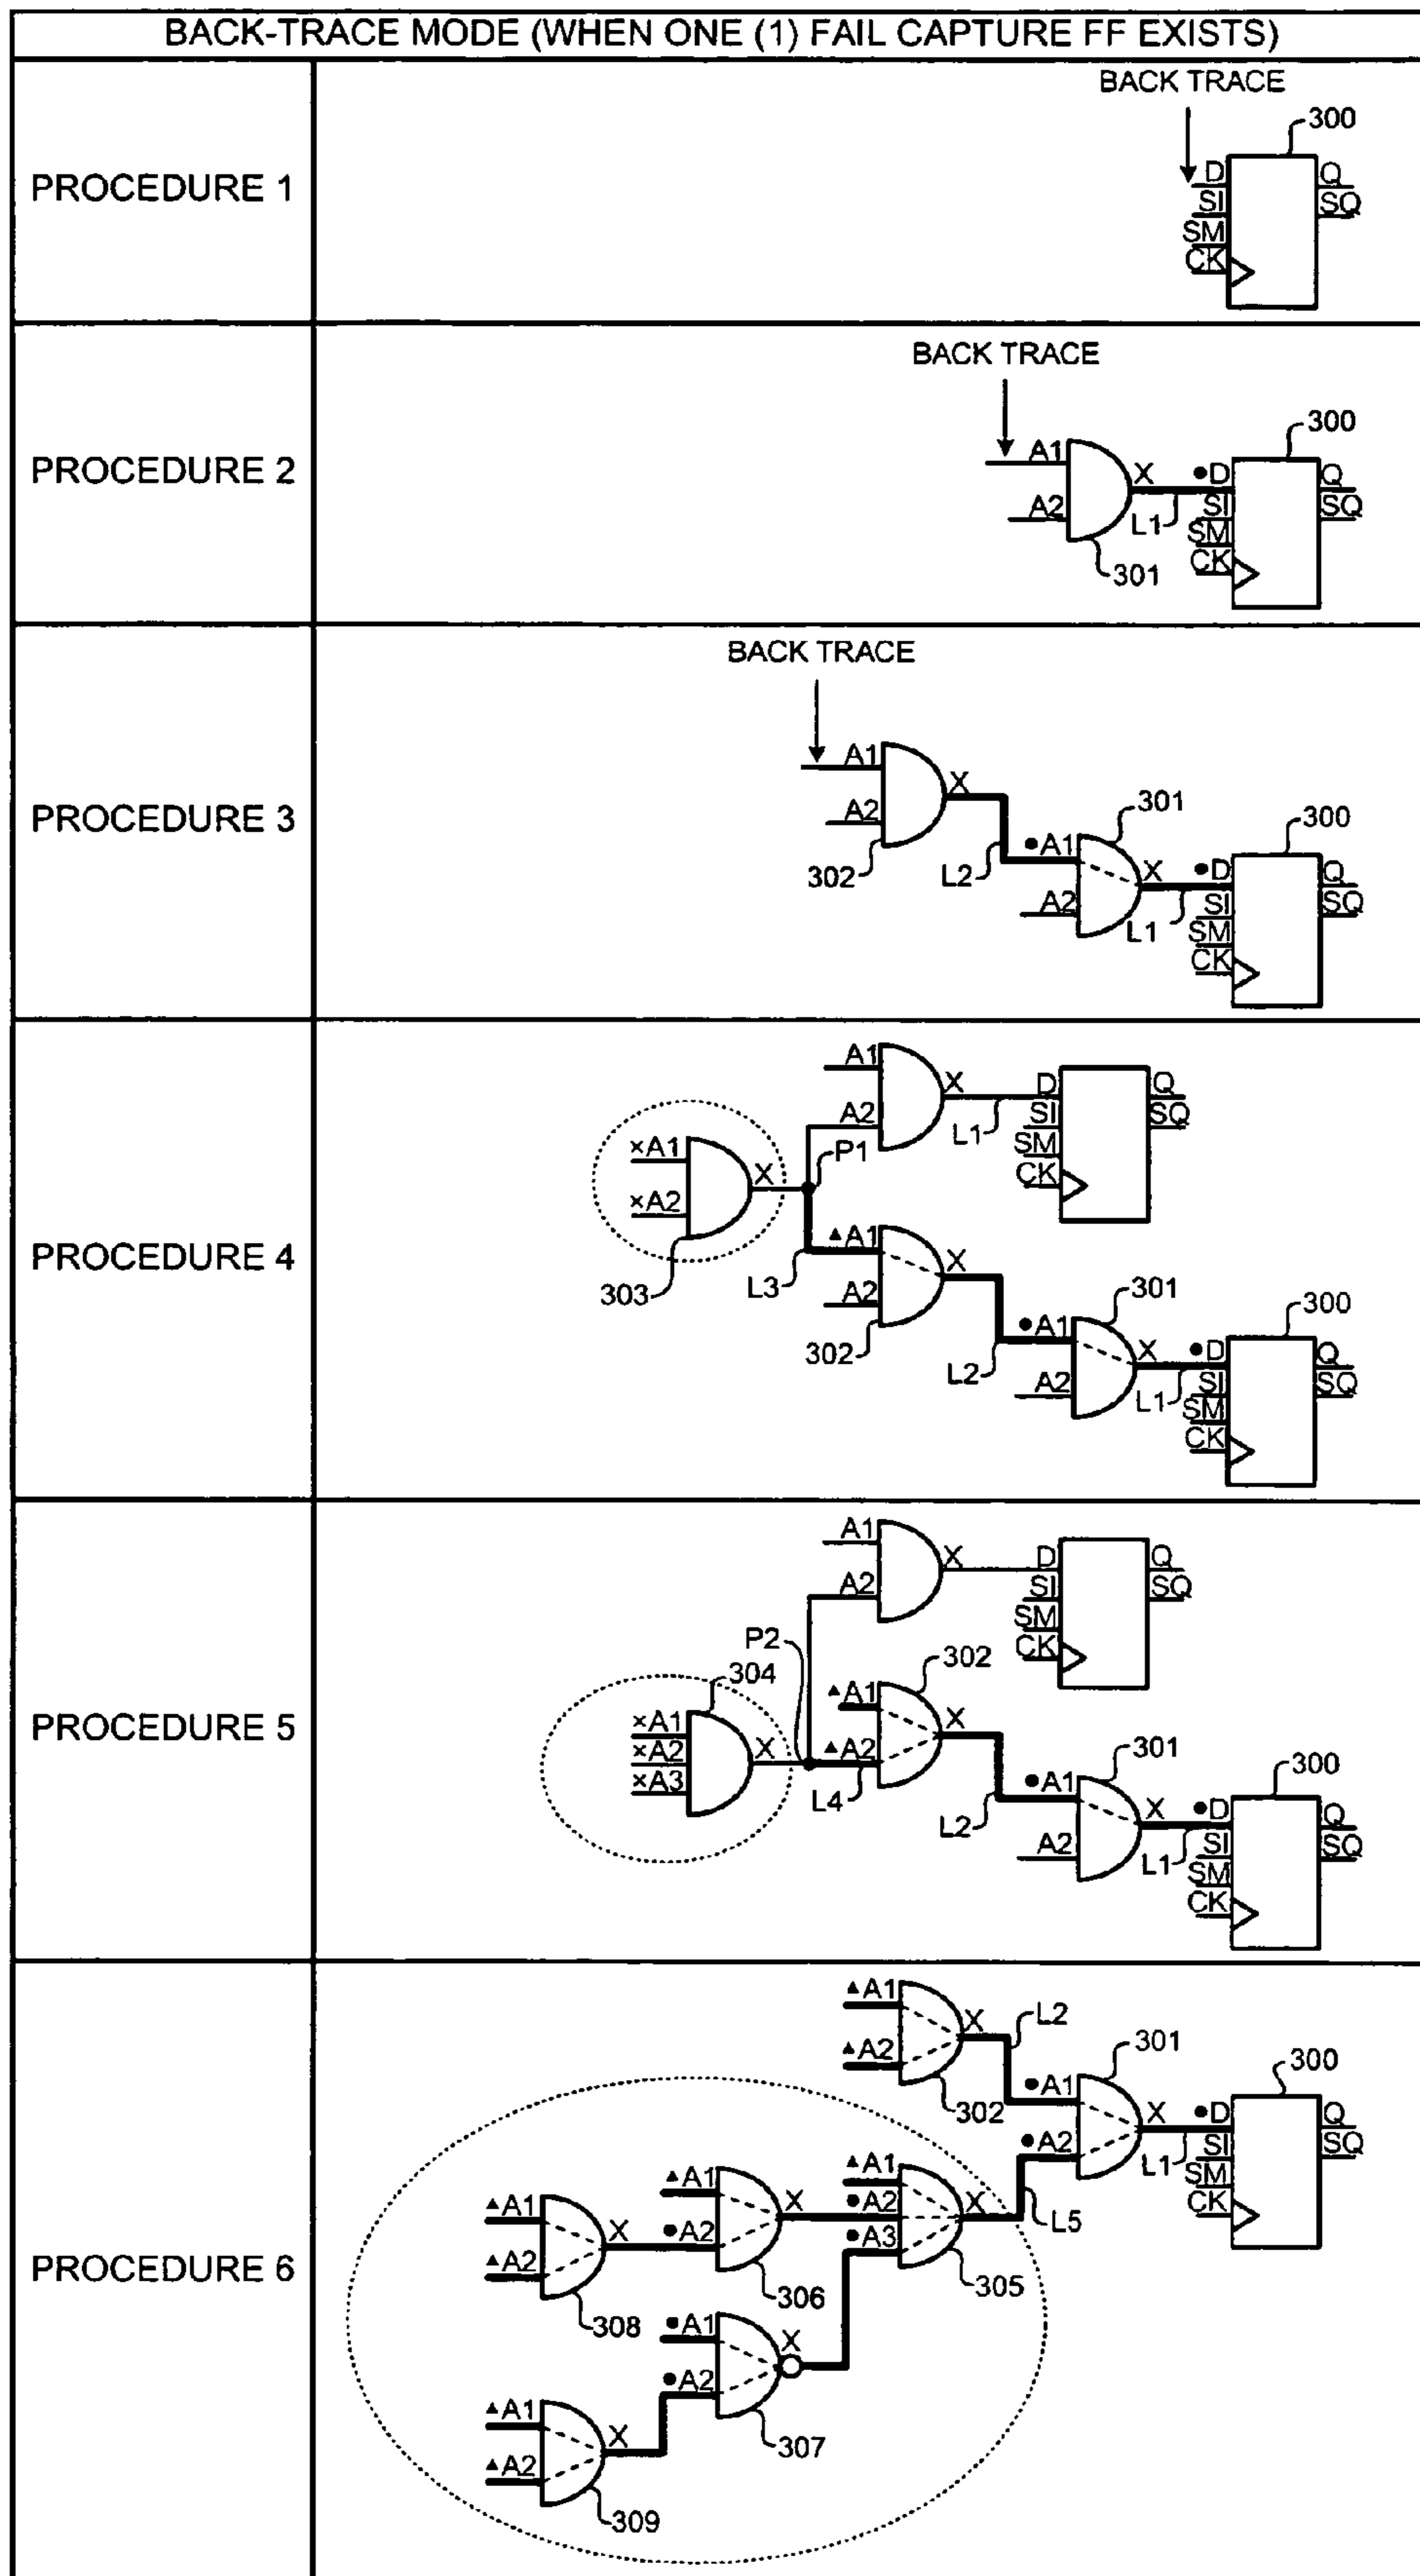 BACK-TRACE MODE (WHEN ONE (1) FAIL CAPTURE FF EXISTS)
PROCEDURE 1
BACK TRACE
300
D Q
SI SQ
SM
CK
PROCEDURE 2
BACK TRACE
300
A1 X •D Q
A2 L1 SI SQ
SM
301 CK
PROCEDURE 3
BACK TRACE
A1 X
A2 301
302 L2 •A1 300
X •D Q
A2 L1 SI SQ
SM
CK
PROCEDURE 4
A1 X D Q
A2 L1 SI SQ
×A1 X P1 SM
×A2 CK
▲A1 X
303 L3 A2 301
302 •A1 300
L2 X •D Q
A2 L1 SI SQ
SM
CK
PROCEDURE 5
A1 X D Q
A2 SI SQ
P2 SM
304 302 CK
×A1 ▲A1 X
×A2 X ▲A2 301
×A3 L4 •A1 300
L2 X •D Q
A2 L1 SI SQ
SM
CK
PROCEDURE 6
▲A1 X L2
▲A2 301
302 •A1 300
X •D Q
•A2 L1 SI SQ
▲A1 ▲A1 SM
▲A1 X •A2 X CK
X •A2 •A3 L5
▲A2 306 305
308 •A1 X
•A2
▲A1 X 307
▲A2
309